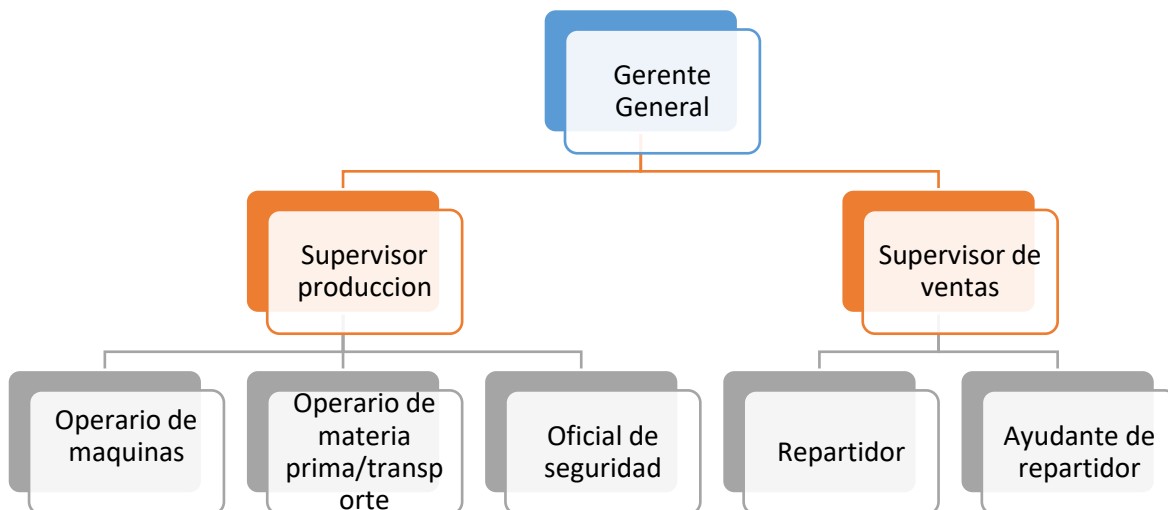 Gerente
General
Supervisor
produccion
Supervisor de
ventas
Operario de
maquinas
Operario de
materia
prima/transp
orte
Oficial de
seguridad
Repartidor
Ayudante de
repartidor